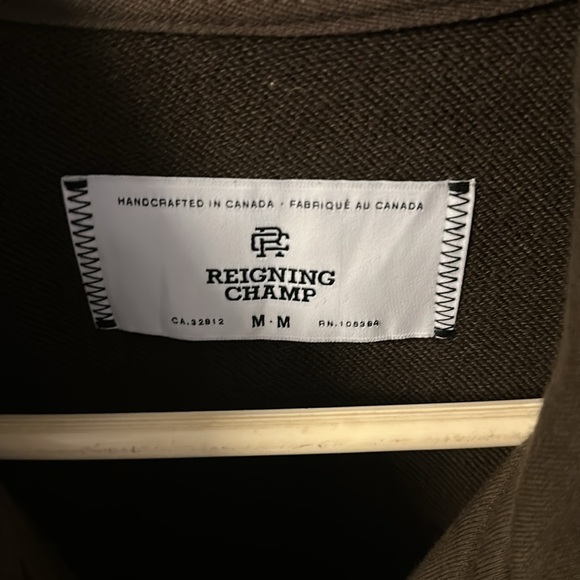 HANDCRAFTED IN CANADA · FABRIQUÉ AU CANADA
RC
REIGNING
CHAMP
CA.32812 M·M RN.108984